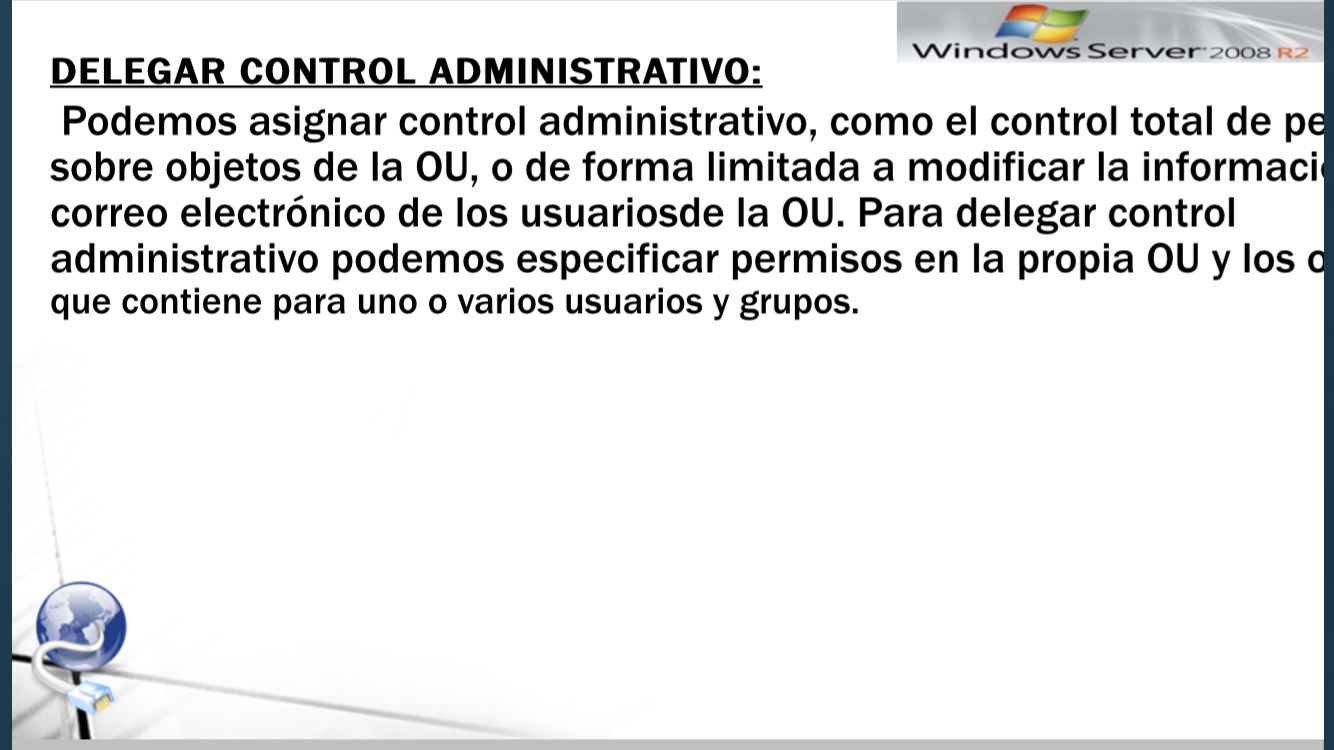 Windows Server 2008 R2
DELEGAR CONTROL ADMINISTRATIVO:
Podemos asignar control administrativo, como el control total de
sobre objetos de la OU, o de forma limitada a modificar la
correo electrónico de los usuariosde la OU. Para delegar control
administrativo podemos especificar permisos en la propia OU y los
que contiene para uno o varios usuarios y grupos.